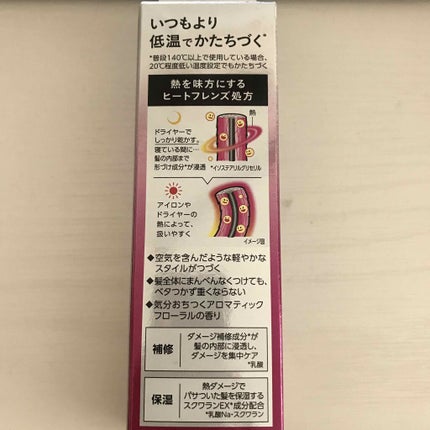 いつもより
低温でかたちづく*
*普段140℃以上で使用している場合、
20℃程度低い温度設定でもかたちづく
熱を味方にする
ヒートフレンズ処方
熱
ドライヤーで
しっかり乾かす。
寝ている間に…
髪の内部まで
形づけ成分*が浸透
*イソステアリルグリセリル
アイロンや
ドライヤーの
熱によって、
扱いやすく
イメージ図
◆空気を含んだような軽やかな
スタイルがつづく
◆髪全体にまんべんなくつけても、
ベタつかず重くならない
◆気分おちつくアロマティック
フローラルの香り
補修
ダメージ補修成分*が
髪の内部に浸透し、
ダメージを集中ケア
*乳酸
保湿
熱ダメージで
パサついた髪を保湿する
スクワランEX*成分配合
*乳酸Na・スクワラン